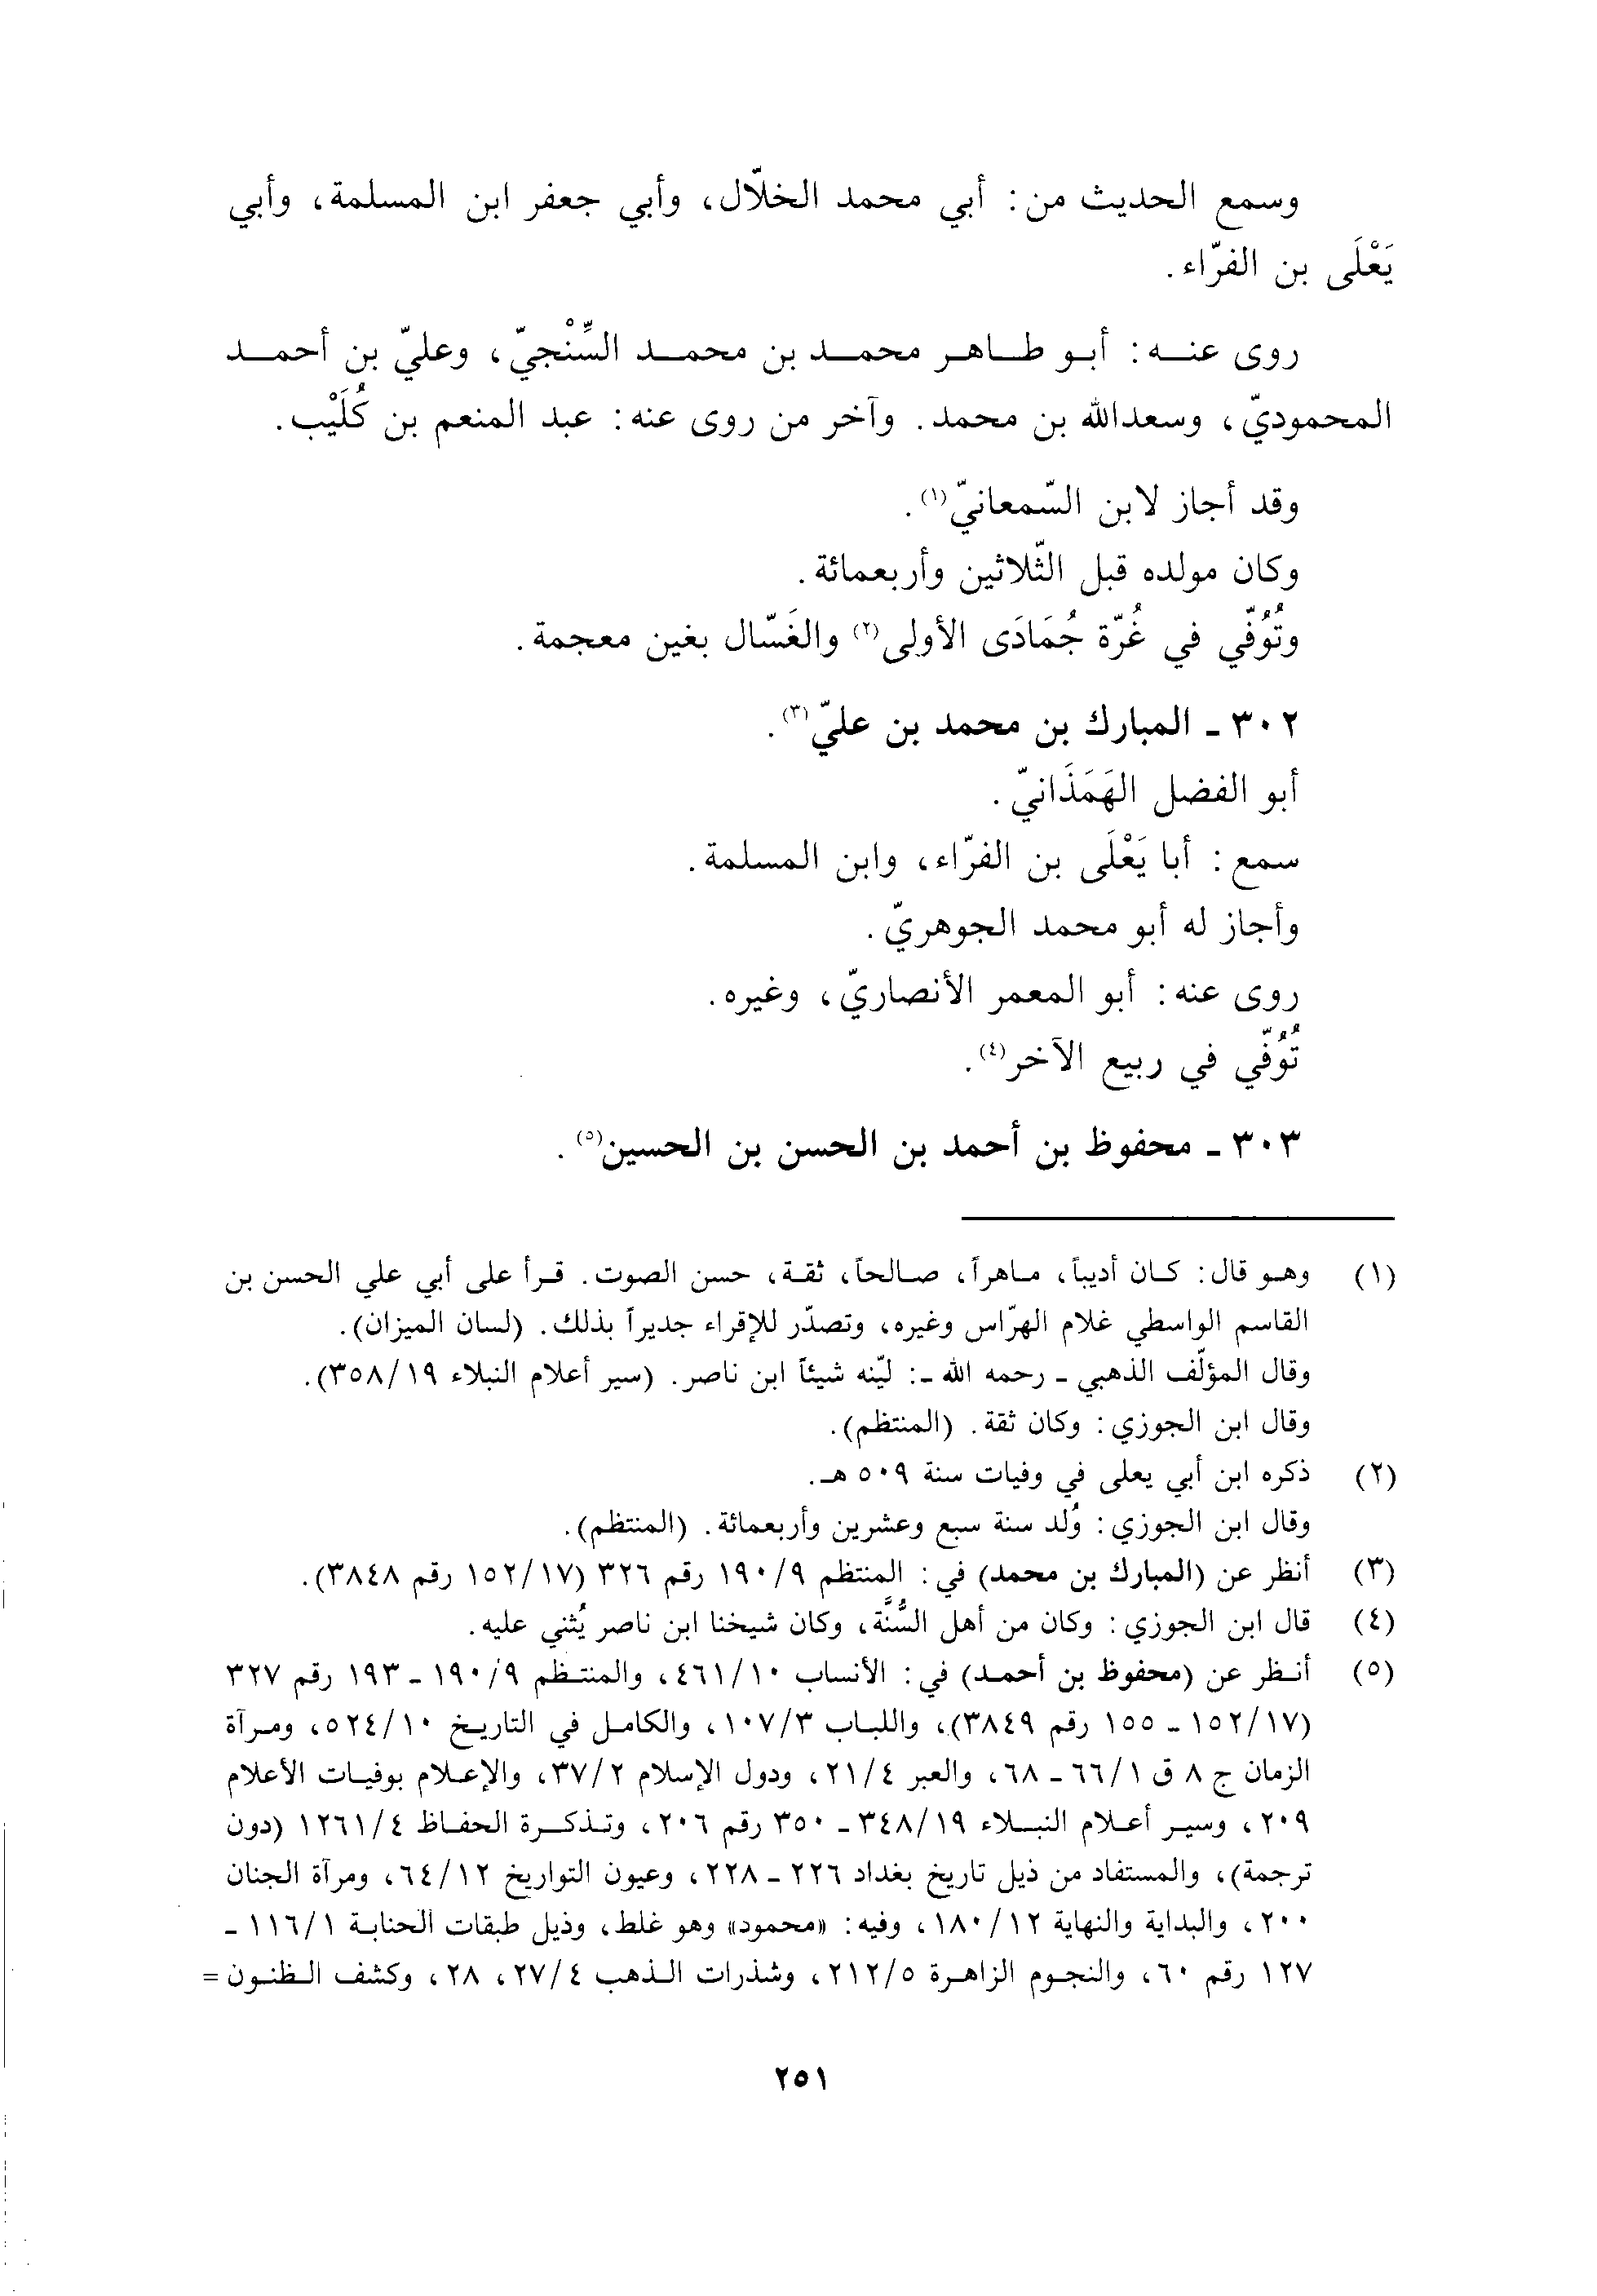 وسمع الحديث من: أبي محمد الخلّال، وأبي جعفر ابن المسلمة، وأبي
يَعْلَى بن الفرّاء.
روى عنه: أبو طاهر محمد بن محمد السِّنْجيّ، وعليّ بن أحمد
المحموديّ، وسعدالله بن محمد. وآخر من روى عنه: عبد المنعم بن كُلَيْب.
وقد أجاز لابن السّمعانيّ(١).
وكان مولده قبل الثّلاثين وأربعمائة.
وتُوُفّي في غُرّة جُمَادَى الأولى(٢) والغَسّال بغين معجمة.
٣٠٢ ـ المبارك بن محمد بن عليّ(٣).
أبو الفضل الهَمَذَانيّ.
سمع: أبا يَعْلَى بن الفرّاء، وابن المسلمة.
وأجاز له أبو محمد الجوهريّ.
روى عنه: أبو المعمر الأنصاريّ، وغيره.
تُوُفّي في ربيع الآخر(٤).
٣٠٣ ـ محفوظ بن أحمد بن الحسن بن الحسين(٥).
(١) وهو قال: كان أديباً، ماهراً، صالحاً، ثقة، حسن الصوت. قرأ على أبي علي الحسن بن
القاسم الواسطي غلام الهرّاس وغيره، وتصدّر للإقراء جديراً بذلك. (لسان الميزان).
وقال المؤلّف الذهبي ـ رحمه الله ـ: ليّنه شيئاً ابن ناصر. (سير أعلام النبلاء ١٩/٣٥٨).
وقال ابن الجوزي: وكان ثقة. (المنتظم).
(٢) ذكره ابن أبي يعلى في وفيات سنة ٥٠٩ هـ.
وقال ابن الجوزي: وُلد سنة سبع وعشرين وأربعمائة. (المنتظم).
(٣) أنظر عن (المبارك بن محمد) في: المنتظم ٩/١٩٠ رقم ٣٢٦ (١٧/١٥٢ رقم ٣٨٤٨).
(٤) قال ابن الجوزي: وكان من أهل السُّنَّة، وكان شيخنا ابن ناصر يُثني عليه.
(٥) أنظر عن (محفوظ بن أحمد) في: الأنساب ١٠/٤٦١، والمنتظم ٩/١٩٠ ـ ١٩٣ رقم ٣٢٧
(١٧/١٥٢ ـ ١٥٥ رقم ٣٨٤٩)، واللباب ٣/١٠٧، والكامل في التاريخ ١٠/٥٢٤، ومرآة
الزمان ج ٨ ق ١/٦٦ ـ ٦٨، والعبر ٤/٢١، ودول الإسلام ٢/٣٧، والإعلام بوفيات الأعلام
٢٠٩، وسير أعلام النبلاء ١٩/٣٤٨ ـ ٣٥٠ رقم ٢٠٦، وتذكرة الحفاظ ٤/١٢٦١ (دون
ترجمة)، والمستفاد من ذيل تاريخ بغداد ٢٢٦ ـ ٢٢٨، وعيون التواريخ ١٢/٦٤، ومرآة الجنان
٢٠٠، والبداية والنهاية ١٢/١٨٠، وفيه: «محمود» وهو غلط، وذيل طبقات الحنابة ١/١١٦ ـ
١٢٧ رقم ٦٠، والنجوم الزاهرة ٥/٢١٢، وشذرات الذهب ٤/٢٧، ٢٨، وكشف الظنون =
٢٥١